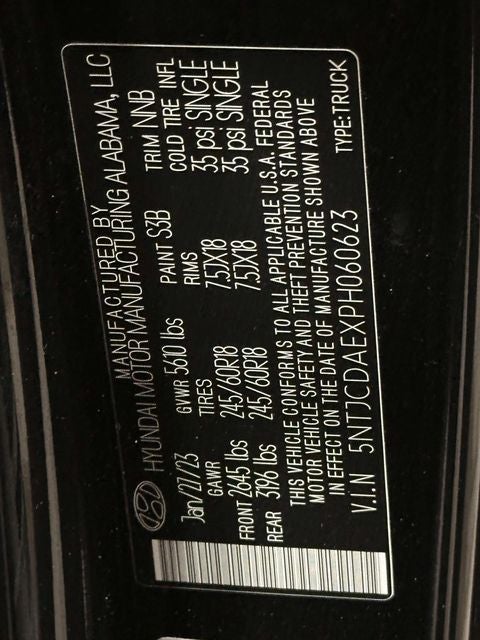 MANUFACTURED BY
HYUNDAI MOTOR MANUFACTURING ALABAMA, LLC
Jan/27/23 GVWR 5610 lbs PAINT S3B TRIM NNB
GAWR TIRES RIMS COLD TIRE INFL
FRONT 2645 lbs 245/60R18 7.5JX18 35 psi SINGLE
REAR 3196 lbs 245/60R18 7.5JX18 35 psi SINGLE
THIS VEHICLE CONFORMS TO ALL APPLICABLE U.S.A. FEDERAL
MOTOR VEHICLE SAFETY AND THEFT PREVENTION STANDARDS
IN EFFECT ON THE DATE OF MANUFACTURE SHOWN ABOVE
V.I.N 5NTJCDAEXPH060623 TYPE: TRUCK